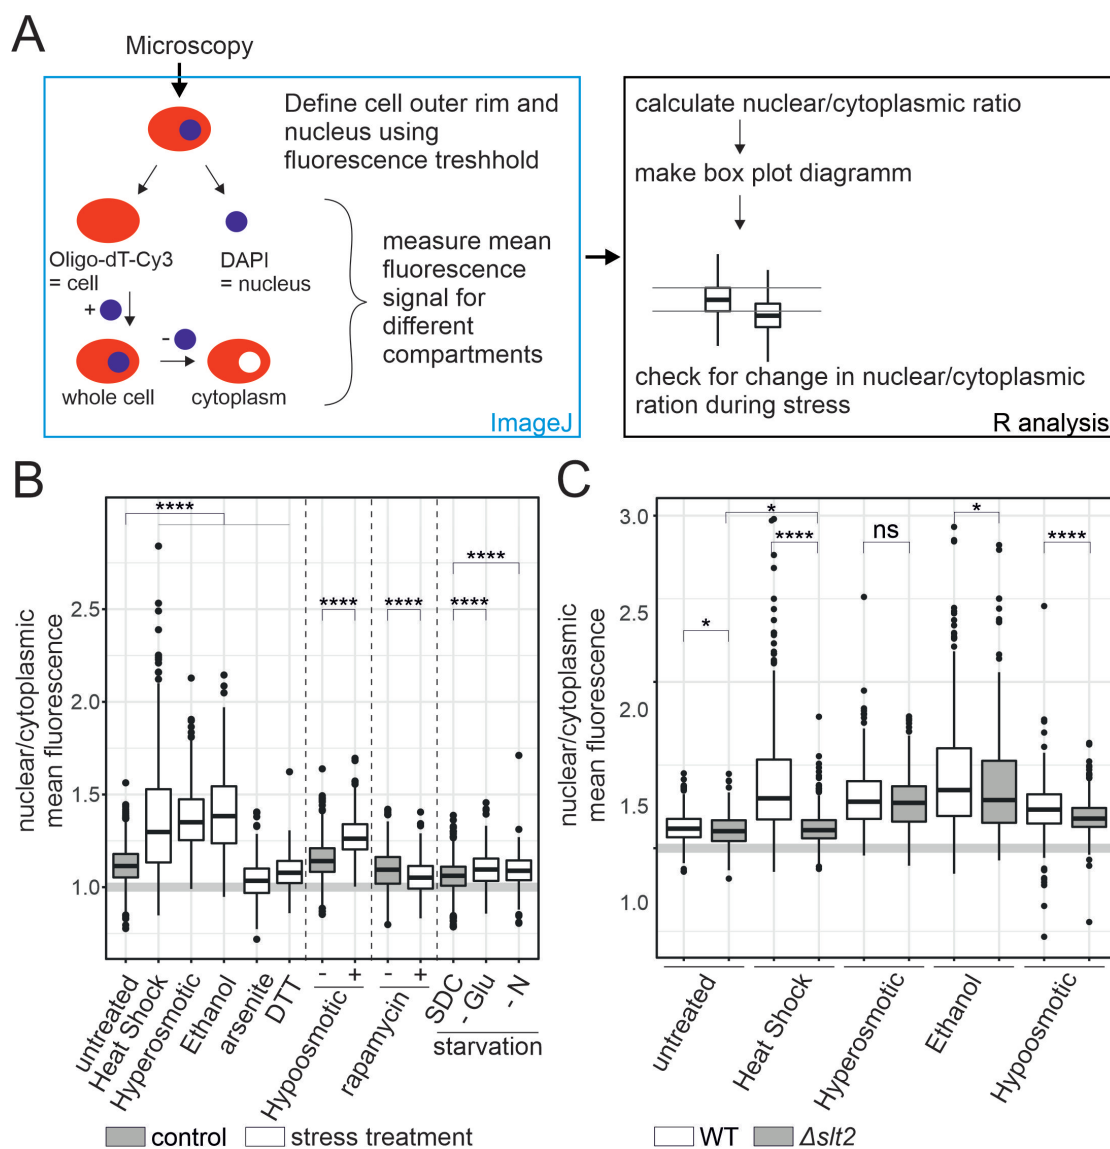 A
Microscopy
Define cell outer rim and
nucleus using
fluorescence treshhold
Oligo-dT-Cy3
= cell
DAPI
= nucleus
+
-
whole cell
cytoplasm
measure mean
fluorescence
signal for
different
compartments
ImageJ
calculate nuclear/cytoplasmic ratio
make box plot diagramm
check for change in nuclear/cytoplasmic
ration during stress
R analysis
B
nuclear/cytoplasmic
mean fluorescence
2.5
2.0
1.5
1.0
****
****
****
****
****
untreated
Heat Shock
Hyperosmotic
Ethanol
arsenite
DTT
- +
Hypoosmotic
- +
rapamycin
SDC
- Glu
- N
starvation
control
stress treatment
C
nuclear/cytoplasmic
mean fluorescence
3.0
2.5
2.0
1.5
1.0
*
*
****
ns
*
****
untreated
Heat Shock
Hyperosmotic
Ethanol
Hypoosmotic
WT
Δslt2